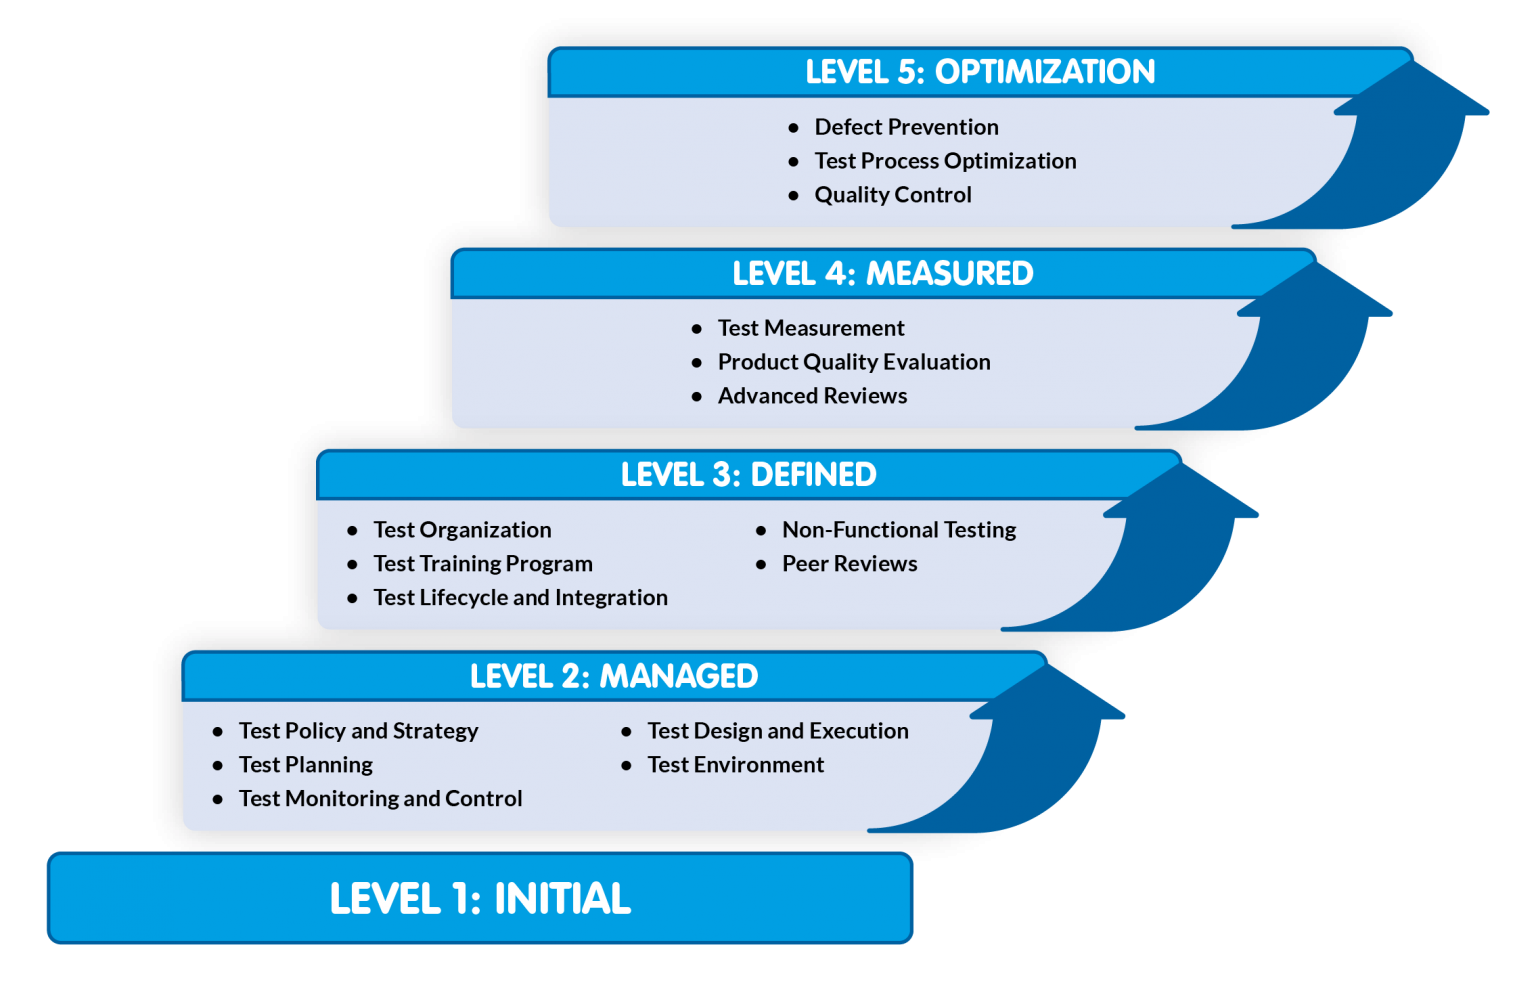 LEVEL 5: OPTIMIZATION
● Defect Prevention
● Test Process Optimization
● Quality Control
LEVEL 4: MEASURED
● Test Measurement
● Product Quality Evaluation
● Advanced Reviews
LEVEL 3: DEFINED
● Test Organization
● Test Training Program
● Test Lifecycle and Integration
● Non-Functional Testing
● Peer Reviews
LEVEL 2: MANAGED
● Test Policy and Strategy
● Test Planning
● Test Monitoring and Control
● Test Design and Execution
● Test Environment
LEVEL 1: INITIAL